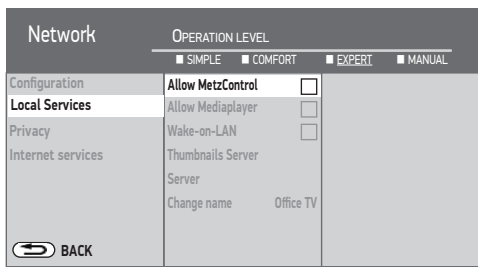 Network
OPERATION LEVEL
SIMPLE COMFORT EXPERT MANUAL
Configuration
Local Services
Privacy
Internet services
Allow MetzControl
Allow Mediaplayer
Wake-on-LAN
Thumbnails Server
Server
Change name Office TV
BACK